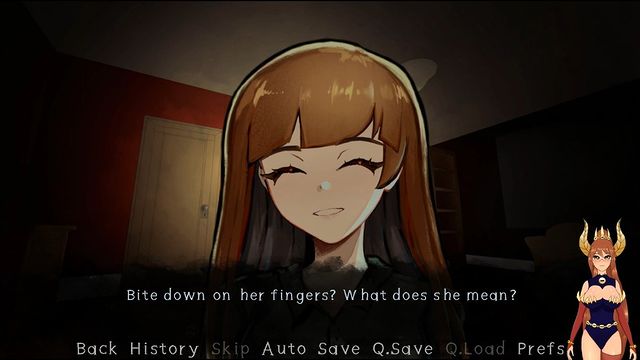 Bite down on her fingers? What does she mean?
Back History Skip Auto Save Q.Save Q.Load Prefs